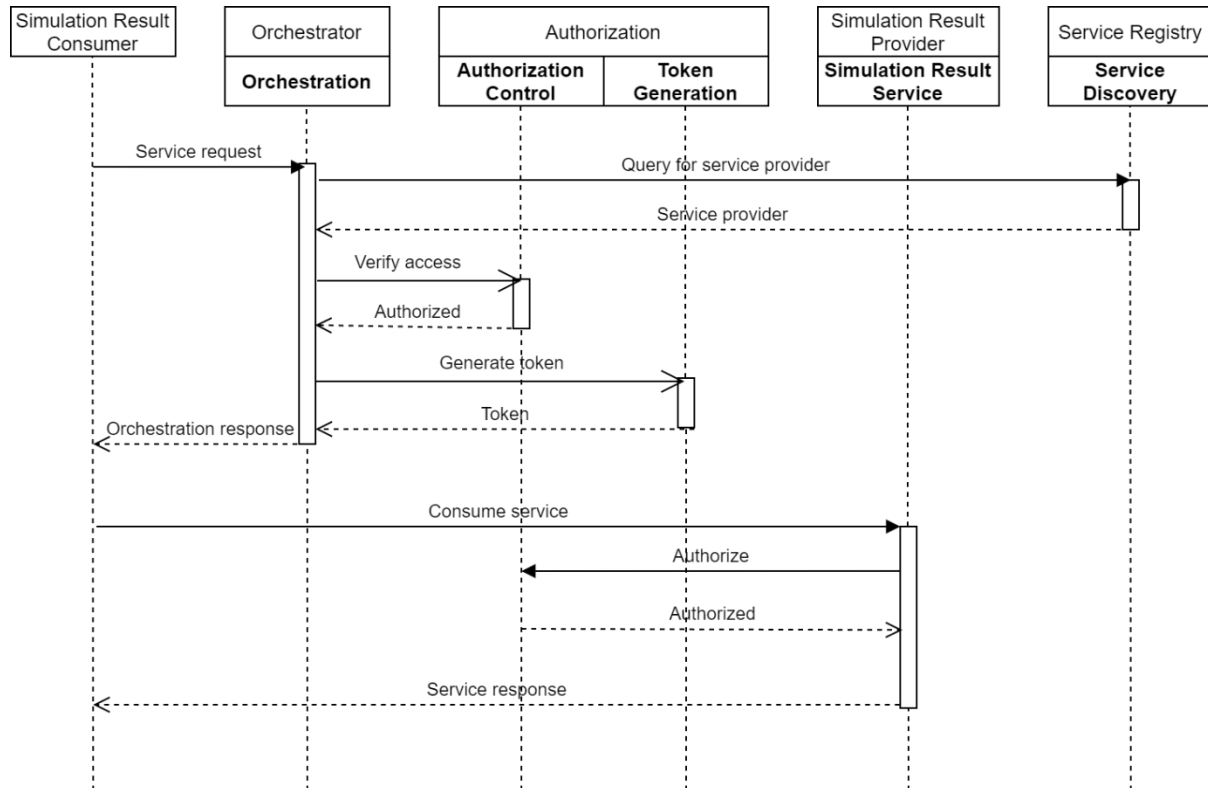 Simulation Result
Consumer
Orchestrator
Orchestration
Authorization
Authorization
Control
Token
Generation
Simulation Result
Provider
Simulation Result
Service
Service Registry
Service
Discovery
Service request
Query for service provider
Service provider
Verify access
Authorized
Generate token
Token
Orchestration response
Consume service
Authorize
Authorized
Service response